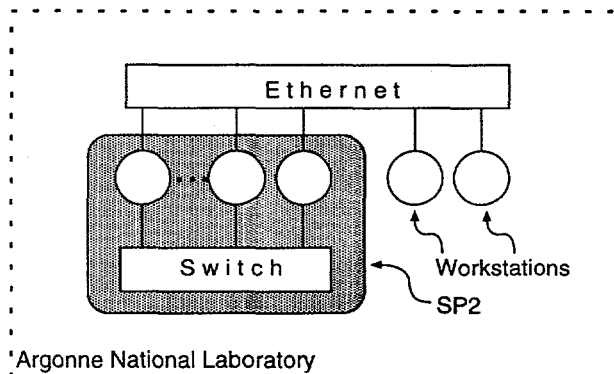 Ethernet
Switch
Workstations
SP2
Argonne National Laboratory